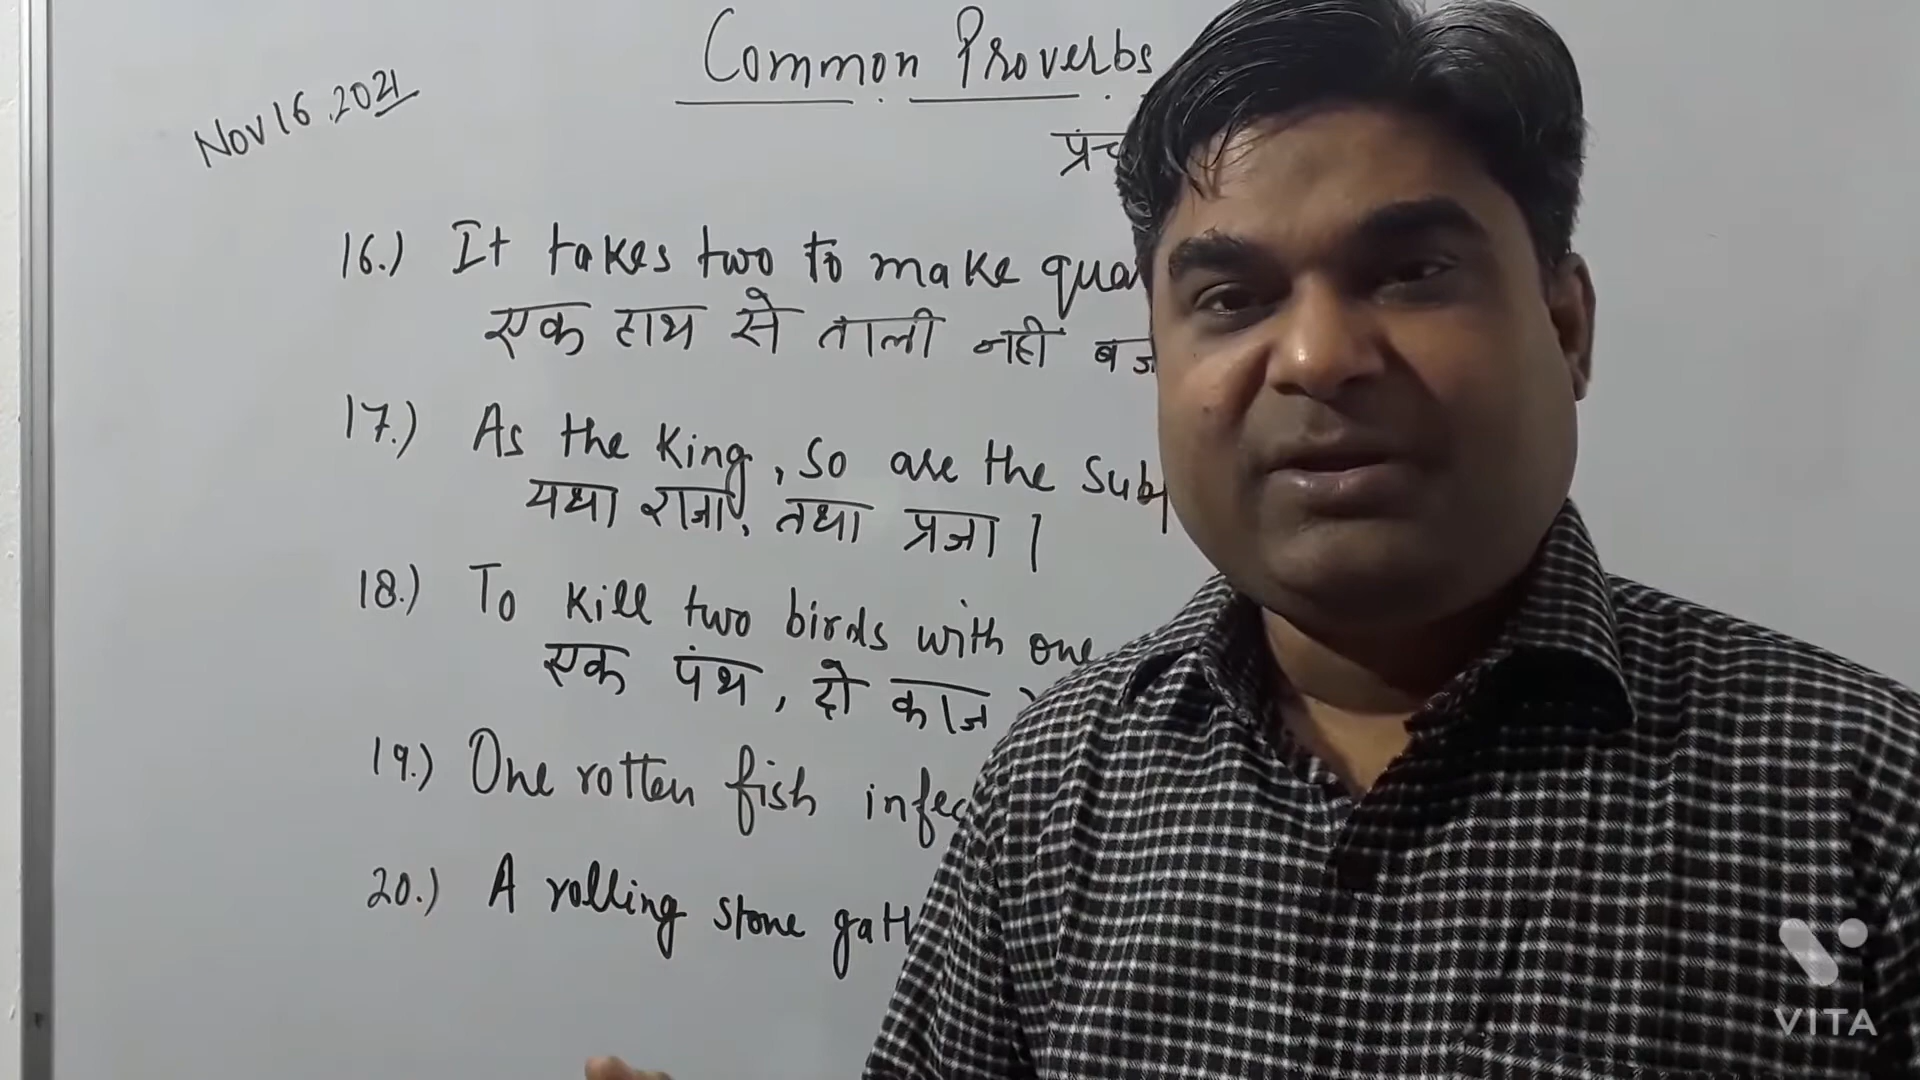 Common Proverbs
Nov 16, 2021
16.) It takes two to make
एक हाथ से ताली नही
17.) As the King, so are the
यथा राजा, तथा प्रजा।
18.) To Kill two birds with one
एक पंथ, दो काज
19.) One rotten fish
20.) A rolling stone
VITA